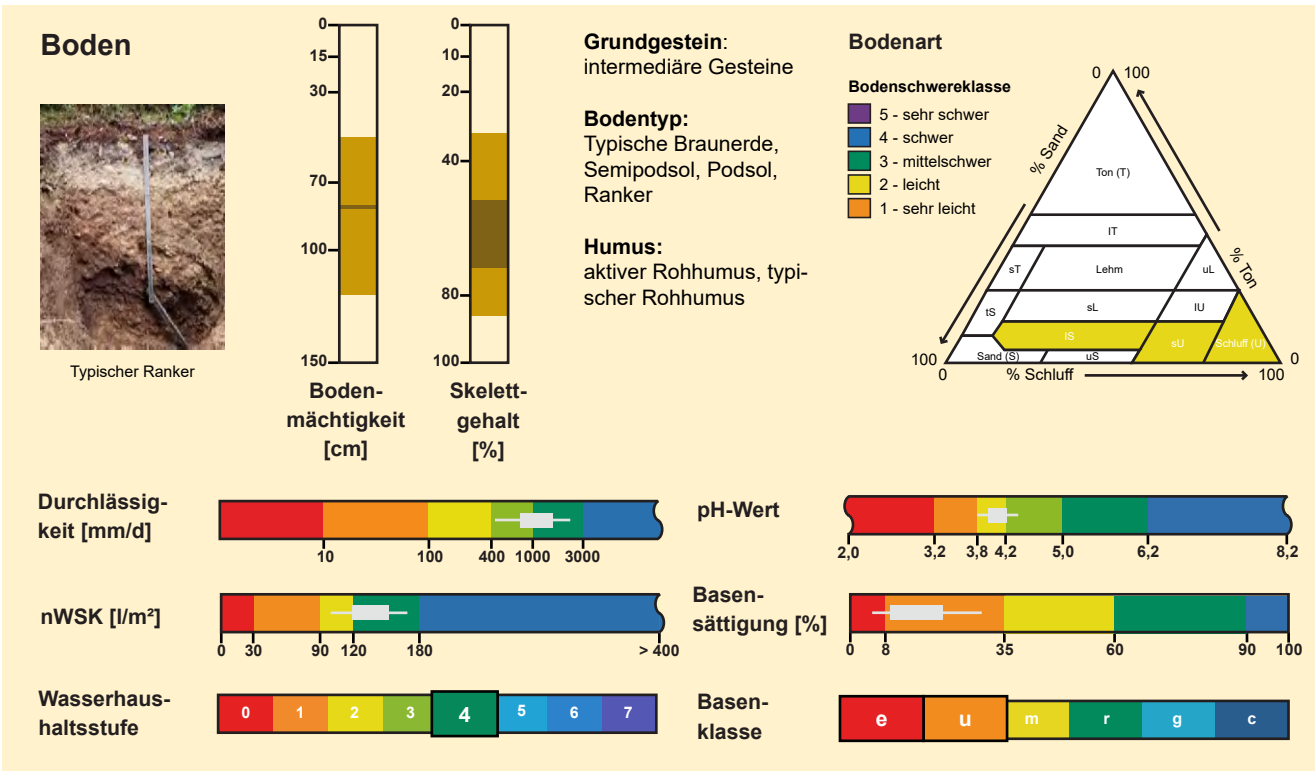 Boden
Typischer Ranker
0
15
30
70
100
150
Boden-
mächtigkeit
[cm]
0
10
20
40
80
100
Skelett-
gehalt
[%]
Grundgestein:
intermediäre Gesteine
Bodentyp:
Typische Braunerde,
Semipodsol, Podsol,
Ranker
Humus:
aktiver Rohhumus, typi-
scher Rohhumus
Bodenart
Bodenschwereklasse
5 - sehr schwer
4 - schwer
3 - mittelschwer
2 - leicht
1 - sehr leicht
0 100
% Sand
% Ton
Ton (T)
lT
sT Lehm uL
tS sL lU
lS sU Schluff (U)
Sand (S) uS
100 0
0 % Schluff 100
Durchlässig-
keit [mm/d]
10 100 400 1000 3000
nWSK [l/m²]
0 30 90 120 180 > 400
Wasserhaus-
haltsstufe
0 1 2 3 4 5 6 7
pH-Wert
2,0 3,2 3,8 4,2 5,0 6,2 8,2
Basen-
sättigung [%]
0 8 35 60 90 100
Basen-
klasse
e u m r g c